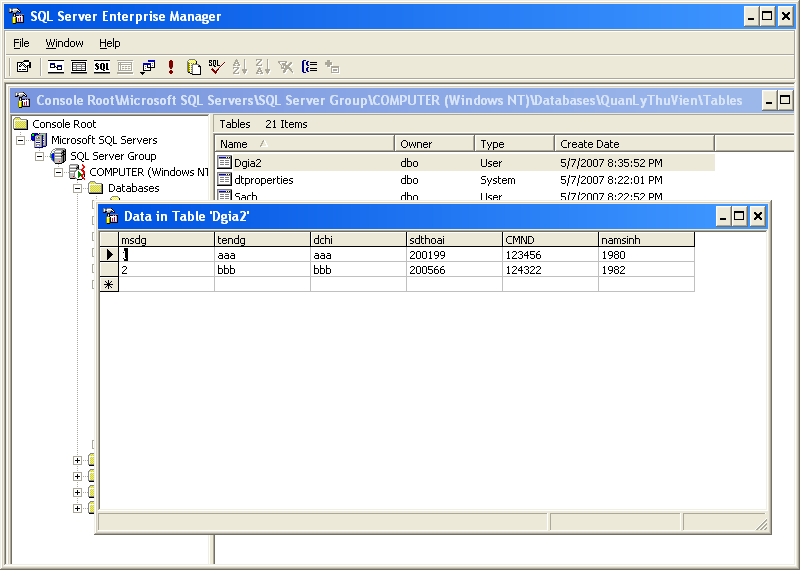 SQL Server Enterprise Manager
File Window Help
SQL SQL
Console Root\Microsoft SQL Servers\SQL Server Group\COMPUTER (Windows NT)\Databases\QuanLyThuVien\Tables
Console Root
Microsoft SQL Servers
SQL Server Group
COMPUTER (Windows NT
Databases
Tables 21 Items
Name Owner Type Create Date
Dgia2 dbo User 5/7/2007 8:35:52 PM
dtproperties dbo System 5/7/2007 8:22:01 PM
Sach dbo User 5/7/2007 8:22:52 PM
Data in Table 'Dgia2'
msdg tendg dchi sdthoai CMND namsinh
aaa aaa 200199 123456 1980
2 bbb bbb 200566 124322 1982